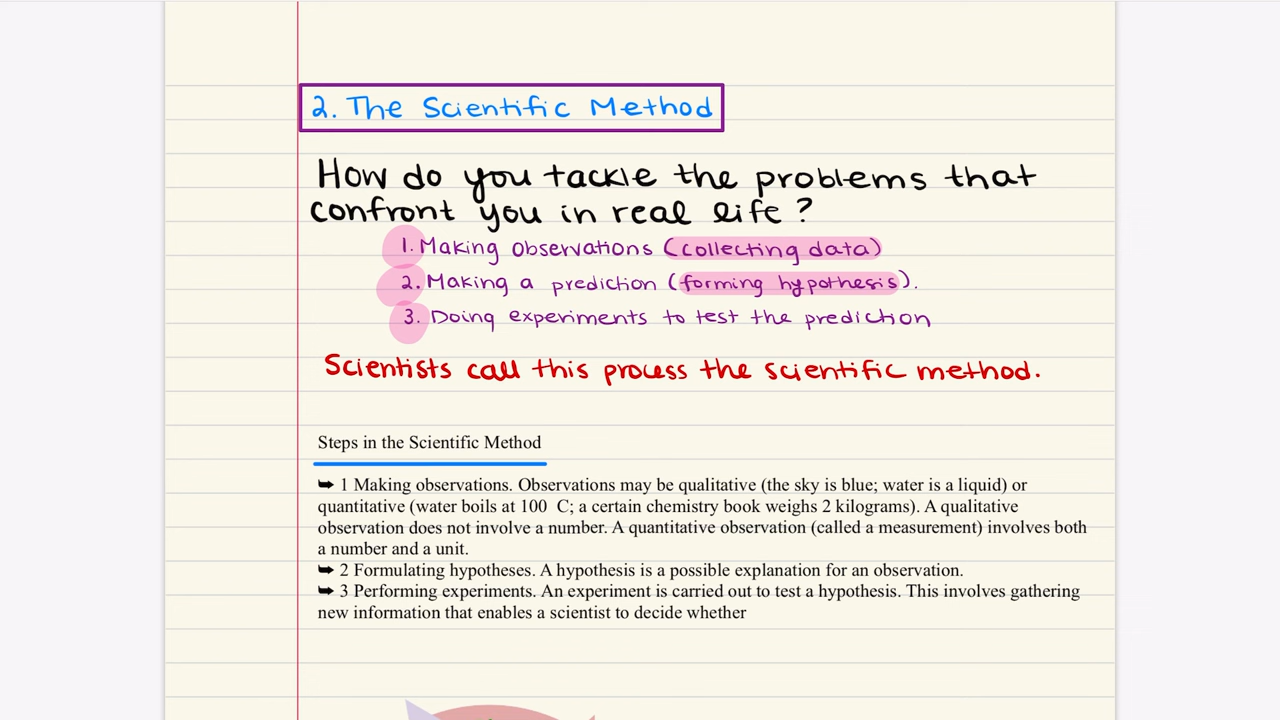 2. The Scientific Method
How do you tackle the problems that
confront you in real life?
1. Making observations (collecting data)
2. Making a prediction (forming hypothesis).
3. Doing experiments to test the prediction
Scientists call this process the scientific method.
Steps in the Scientific Method
➥ 1 Making observations. Observations may be qualitative (the sky is blue; water is a liquid) or
quantitative (water boils at 100 C; a certain chemistry book weighs 2 kilograms). A qualitative
observation does not involve a number. A quantitative observation (called a measurement) involves both
a number and a unit.
➥ 2 Formulating hypotheses. A hypothesis is a possible explanation for an observation.
➥ 3 Performing experiments. An experiment is carried out to test a hypothesis. This involves gathering
new information that enables a scientist to decide whether